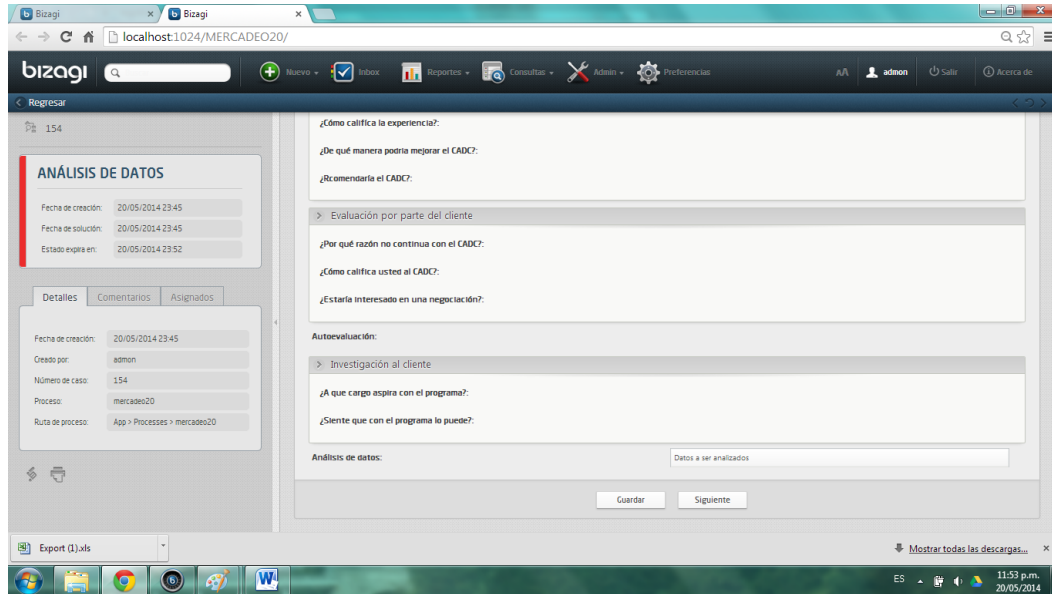 Bizagi
Bizagi
localhost:1024/MERCADEO20/
bizagi
Nuevo
Inbox
Reportes
Consultas
Admin
Preferencias
AA
admon
Salir
Acerca de
Regresar
154
ANÁLISIS DE DATOS
Fecha de creación: 20/05/2014 23:45
Fecha de solución: 20/05/2014 23:45
Estado expira en: 20/05/2014 23:52
Detalles Comentarios Asignados
Fecha de creación: 20/05/2014 23:45
Creado por: admon
Número de caso: 154
Proceso: mercadeo20
Ruta de proceso: App > Processes > mercadeo20
¿Cómo califica la experiencia?:
¿De qué manera podría mejorar el CADC?:
¿Rcomendaría el CADC?:
> Evaluación por parte del cliente
¿Por qué razón no continua con el CADC?:
¿Cómo califica usted al CADC?:
¿Estaría interesado en una negociación?:
Autoevaluación:
> Investigación al cliente
¿A que cargo aspira con el programa?:
¿Siente que con el programa lo puede?:
Análisis de datos: Datos a ser analizados
Guardar Siguiente
Export (1).xls
Mostrar todas las descargas...
ES
11:53 p.m.
20/05/2014